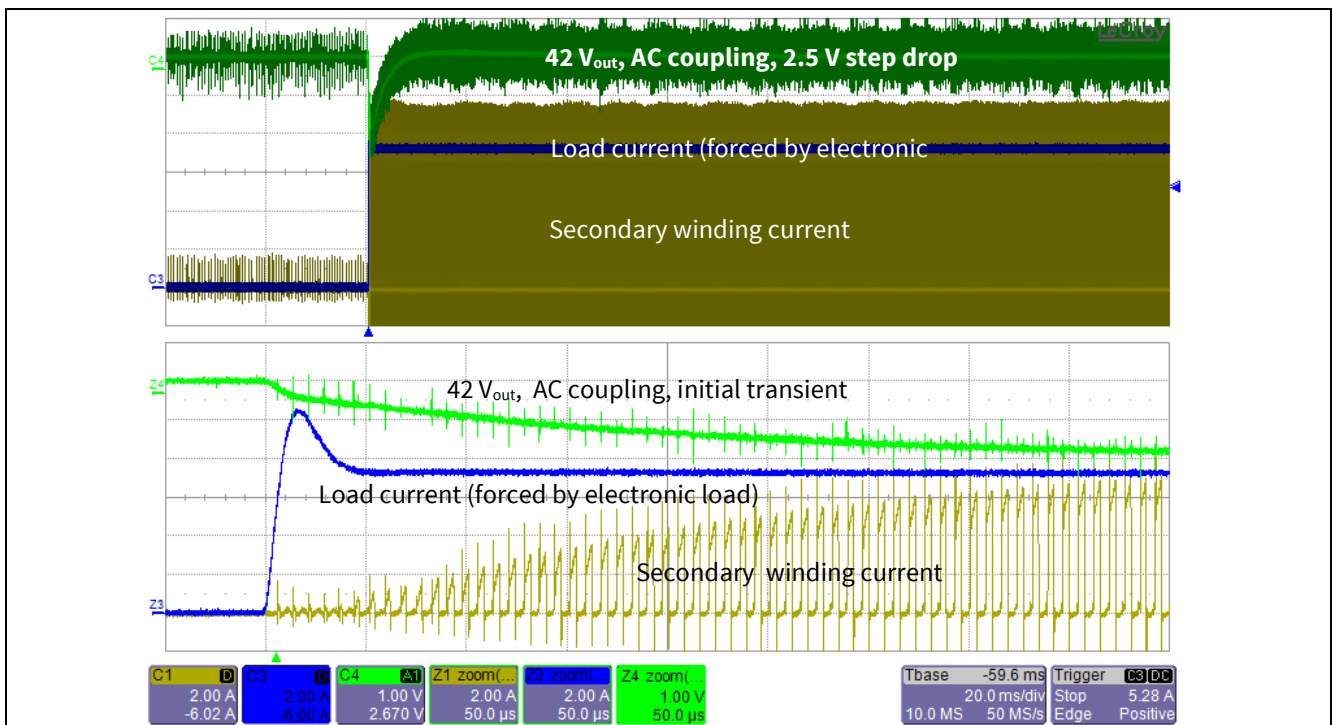 LeCroy
C4
42 Vout, AC coupling, 2.5 V step drop
Load current (forced by electronic
Secondary winding current
C3
Z4
42 Vout, AC coupling, initial transient
Load current (forced by electronic load)
Secondary winding current
Z3
C1 D C3 D C4 A1 Z1 zoom(... Z3 zoom( Z4 zoom(... Tbase -59.6 ms Trigger C3 DC
2.00 A 2.00 A 1.00 V 2.00 A 2.00 A 1.00 V 20.0 ms/div Stop 5.28 A
-6.02 A -6.00 A 2.670 V 50.0 µs 50.0 µs 50.0 µs 10.0 MS 50 MS/s Edge Positive